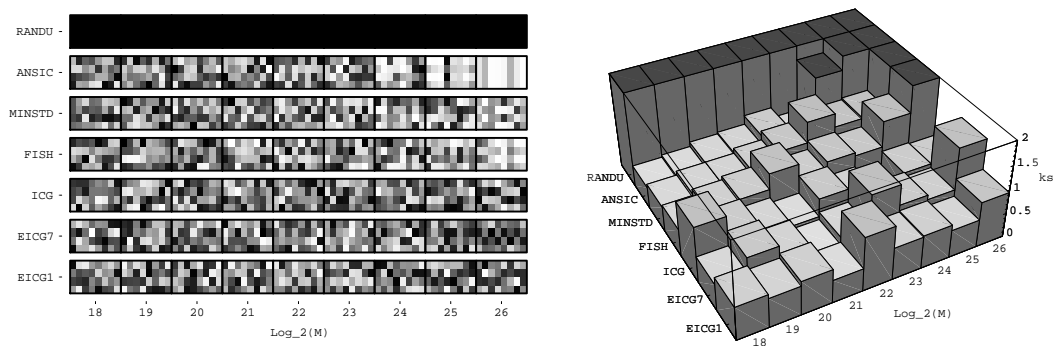 RANDU
ANSIC
MINSTD
FISH
ICG
EICG7
EICG1
18 19 20 21 22 23 24 25 26
Log_2(M)
RANDU
ANSIC
MINSTD
FISH
ICG
EICG7
EICG1
18 19 20 21 22 23 24 25 26
Log_2(M)
2
1.5
1
0.5
0
ks